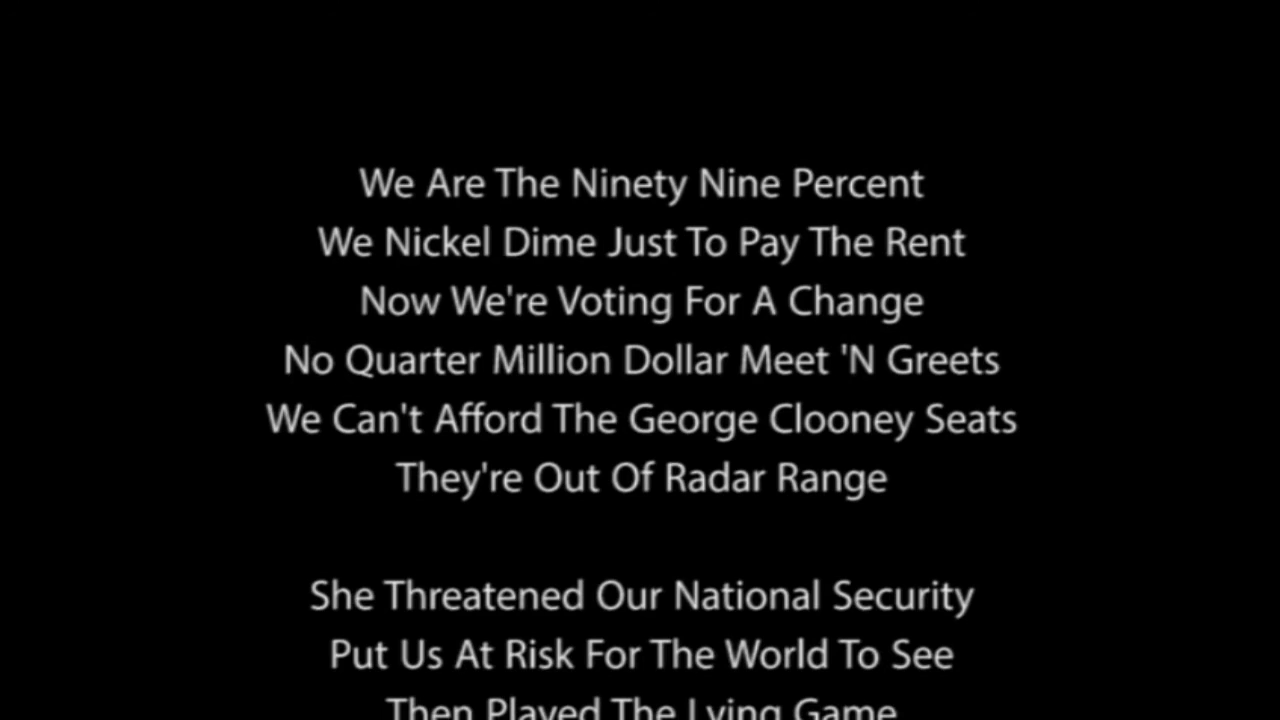 We Are The Ninety Nine Percent
We Nickel Dime Just To Pay The Rent
Now We're Voting For A Change
No Quarter Million Dollar Meet 'N Greets
We Can't Afford The George Clooney Seats
They're Out Of Radar Range
She Threatened Our National Security
Put Us At Risk For The World To See
Then Played The Lying Game